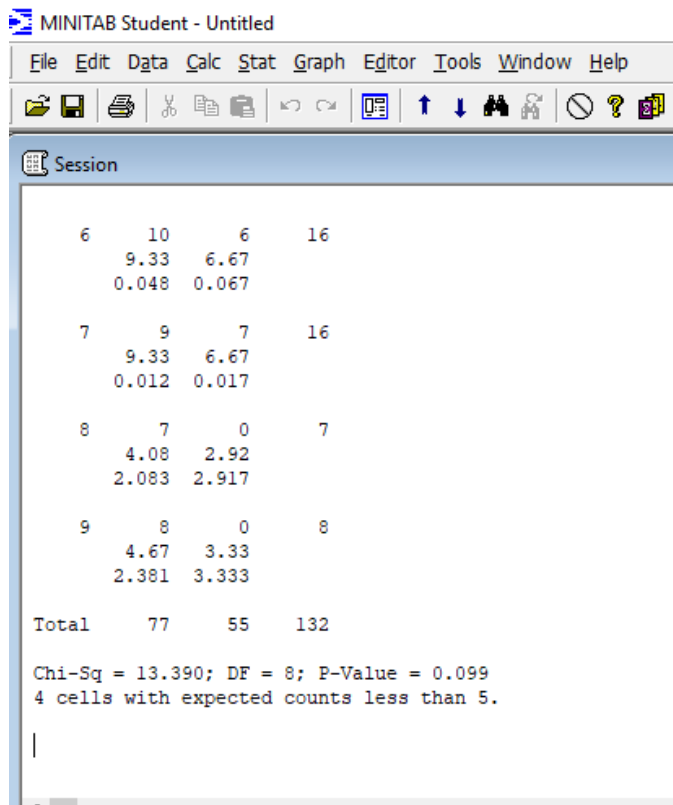 MINITAB Student - Untitled
File Edit Data Calc Stat Graph Editor Tools Window Help
Session
6 10 6 16
9.33 6.67
0.048 0.067
7 9 7 16
9.33 6.67
0.012 0.017
8 7 0 7
4.08 2.92
2.083 2.917
9 8 0 8
4.67 3.33
2.381 3.333
Total 77 55 132
Chi-Sq = 13.390; DF = 8; P-Value = 0.099
4 cells with expected counts less than 5.